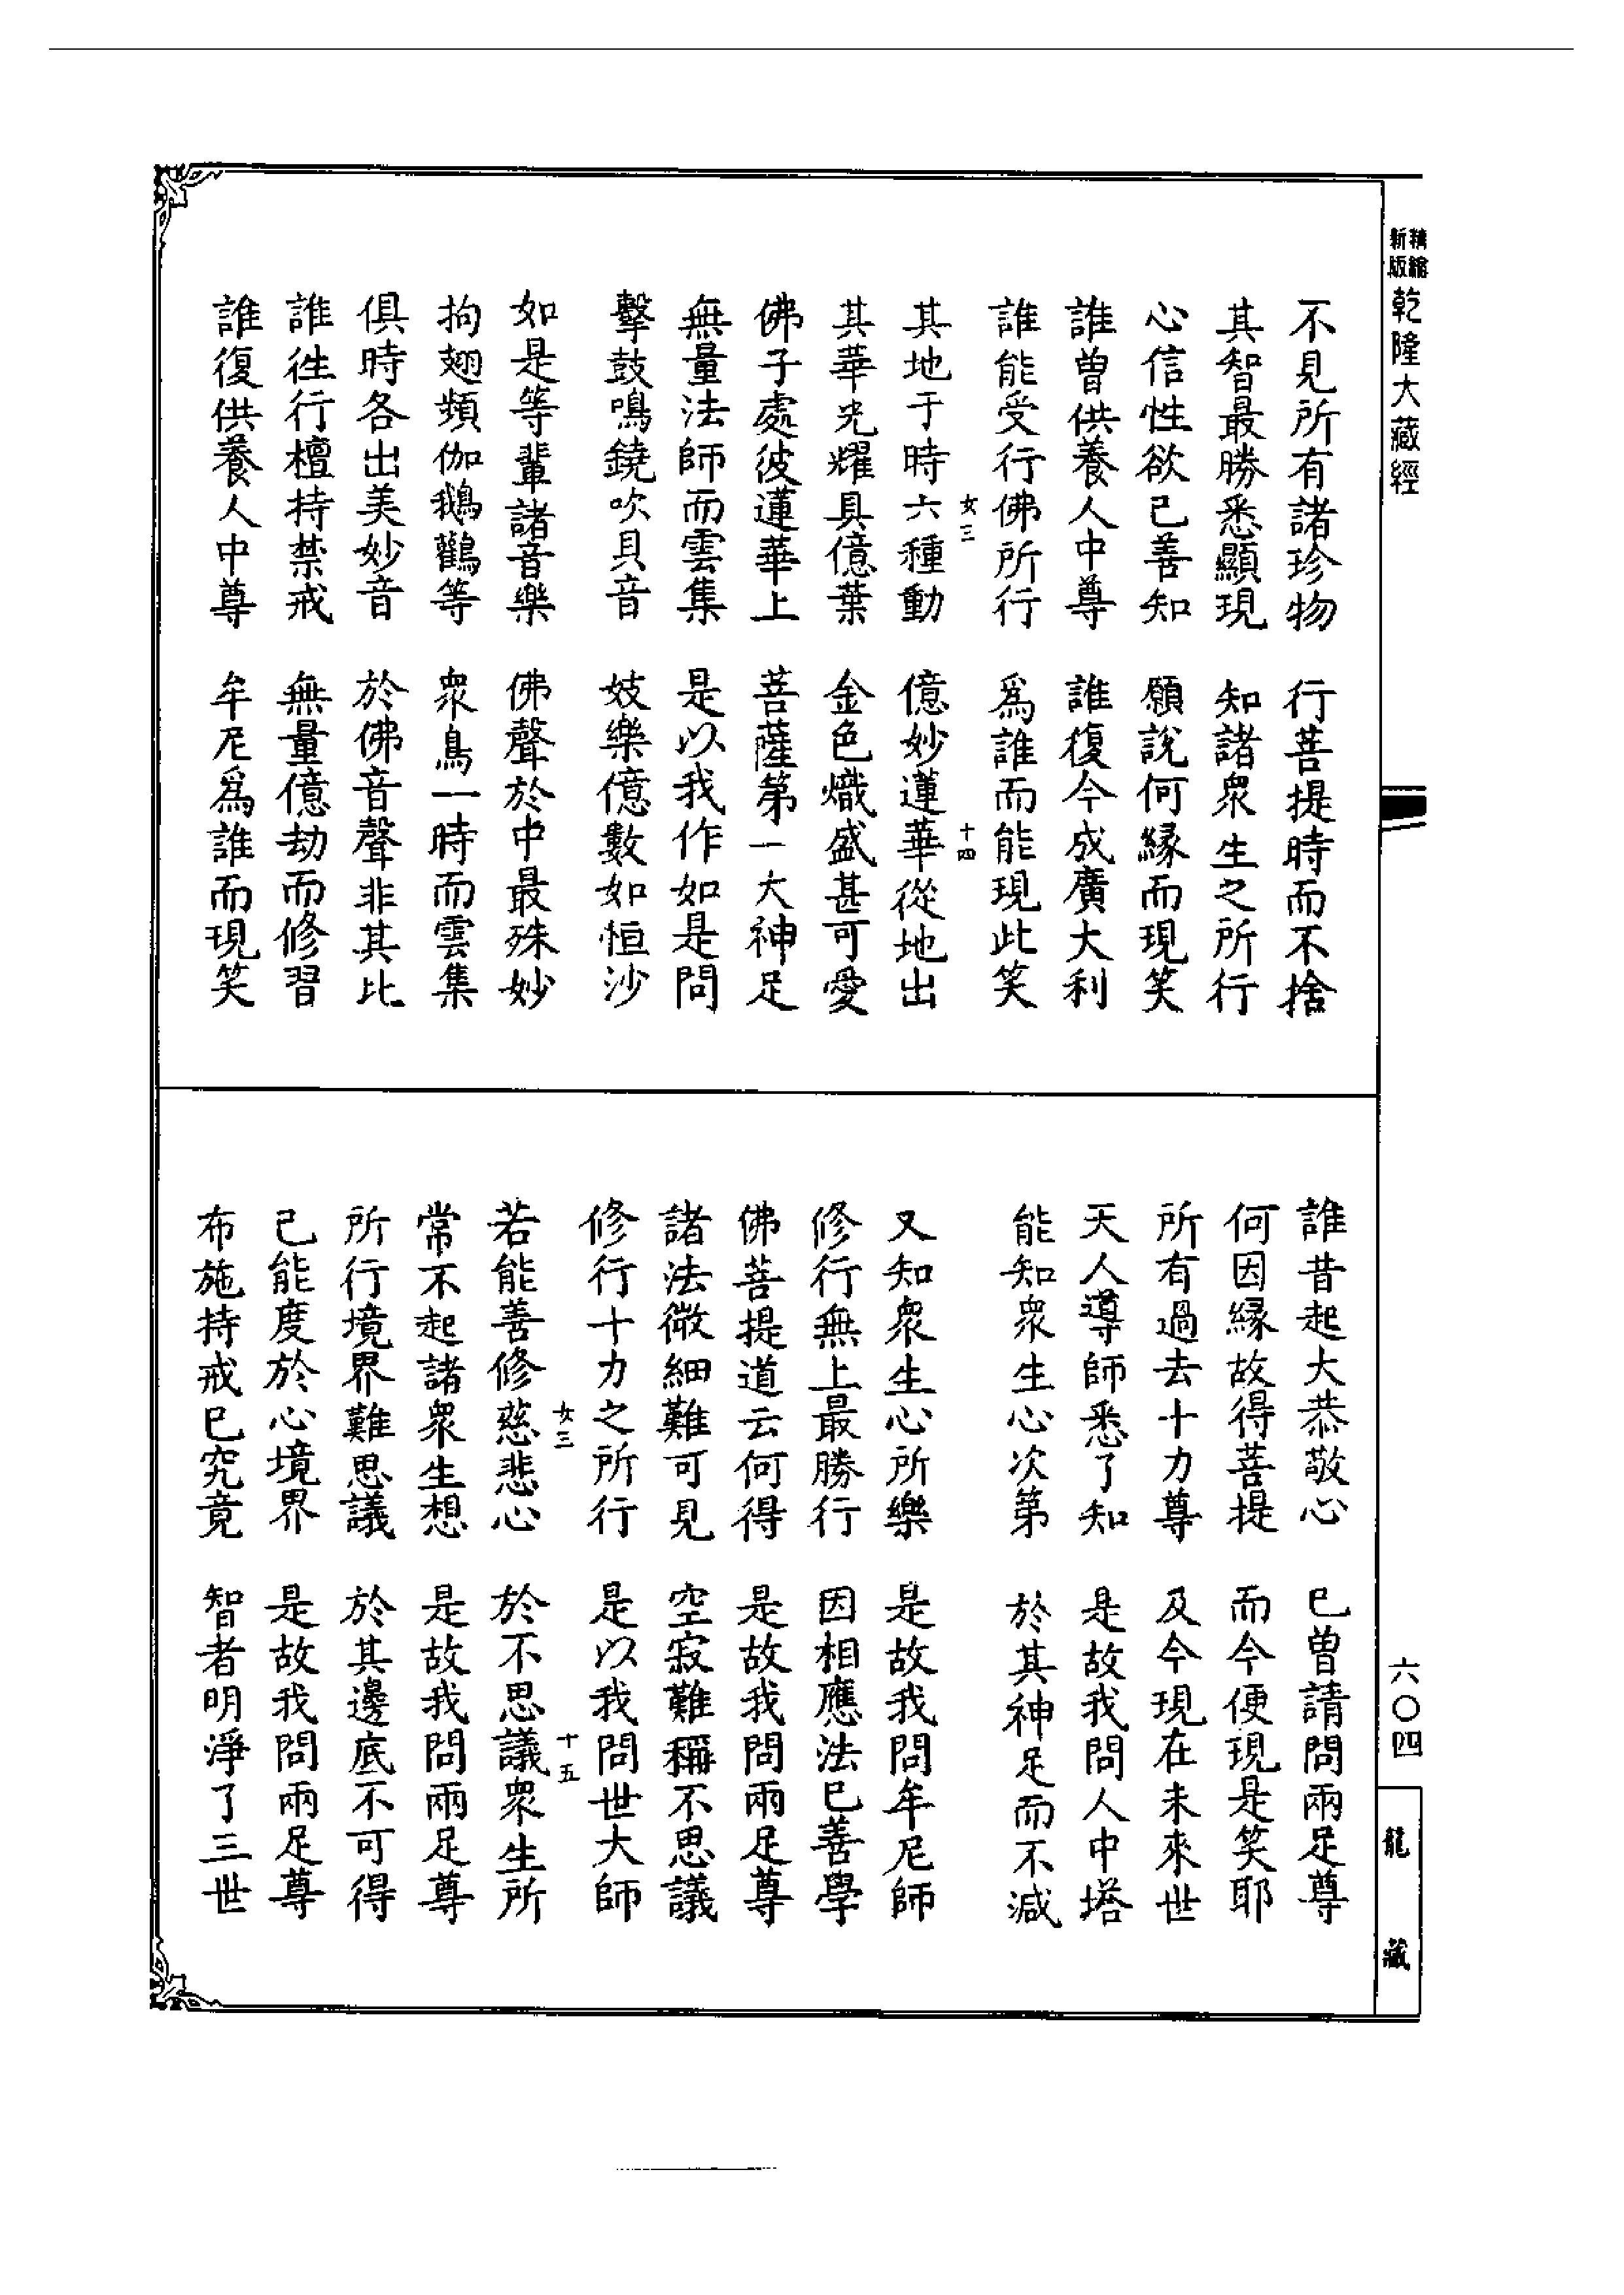 精縮新版 乾隆大藏經
不見所有諸珍物 行菩提時而不捨
其智最勝悉顯現 知諸眾生之所行
心信性欲已善知 願說何緣而現笑
誰曾供養人中尊 誰復今成廣大利
誰能受行佛所行 爲誰而能現此笑
女三 十四
其地于時六種動 億妙蓮華從地出
其華光耀具億葉 金色熾盛甚可愛
佛子處彼蓮華上 菩薩第一大神足
無量法師而雲集 是以我作如是問
擊鼓鳴鐃吹貝音 妓樂億數如恒沙
如是等輩諸音樂 佛聲於中最殊妙
拘翅頻伽鵝鸛等 眾鳥一時而雲集
俱時各出美妙音 於佛音聲非其比
誰徃行檀持禁戒 無量億劫而修習
誰復供養人中尊 牟尼爲誰而現笑
誰昔起大恭敬心 已曾請問兩足尊
何因緣故得菩提 而今便現是笑耶
所有過去十力尊 及今現在未來世
天人導師悉了知 是故我問人中塔
能知眾生心次第 於其神足而不減
又知眾生心所樂 是故我問牟尼師
修行無上最勝行 因相應法已善學
佛菩提道云何得 是故我問兩足尊
諸法微細難可見 空寂難稱不思議
修行十力之所行 是以我問世大師
女三 十五
若能善修慈悲心 於不思議眾生所
常不起諸眾生想 是故我問兩足尊
所行境界難思議 於其邊底不可得
已能度於心境界 是故我問兩足尊
布施持戒已究竟 智者明淨了三世
六〇四
龍藏